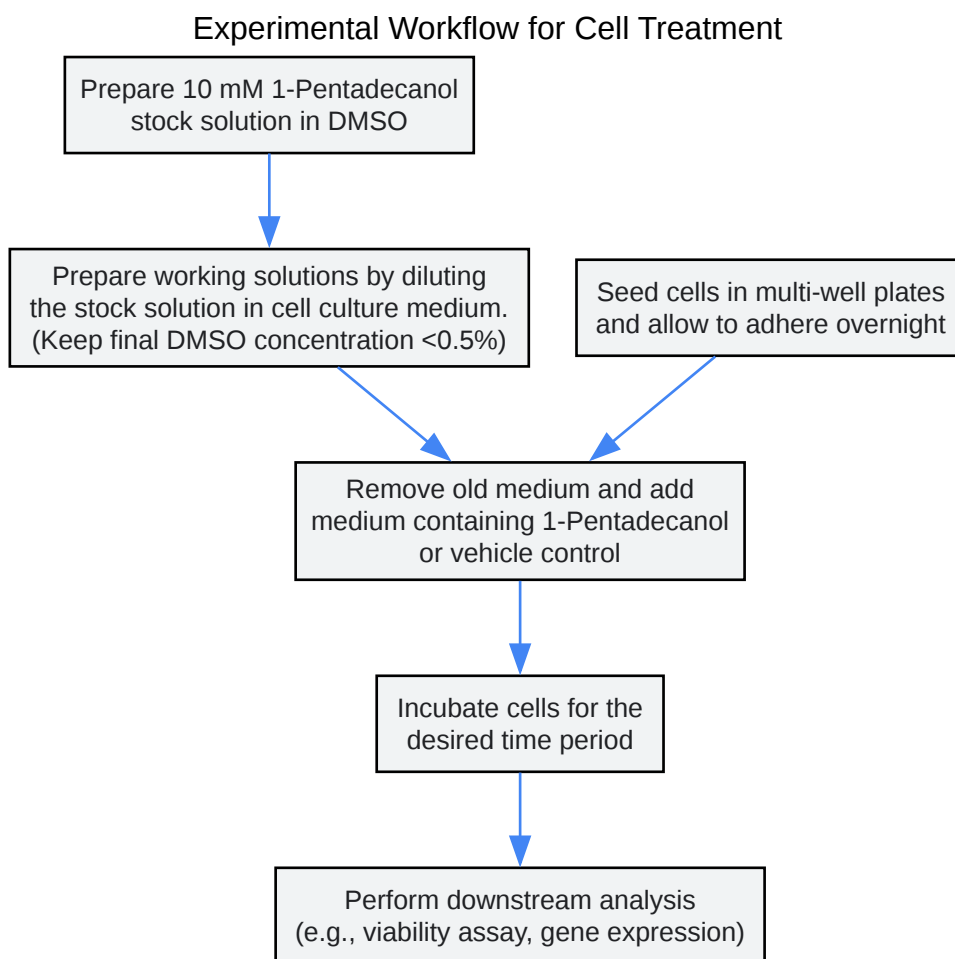 Experimental Workflow for Cell Treatment
Prepare 10 mM 1-Pentadecanol
stock solution in DMSO
Prepare working solutions by diluting
the stock solution in cell culture medium.
(Keep final DMSO concentration <0.5%)
Seed cells in multi-well plates
and allow to adhere overnight
Remove old medium and add
medium containing 1-Pentadecanol
or vehicle control
Incubate cells for the
desired time period
Perform downstream analysis
(e.g., viability assay, gene expression)